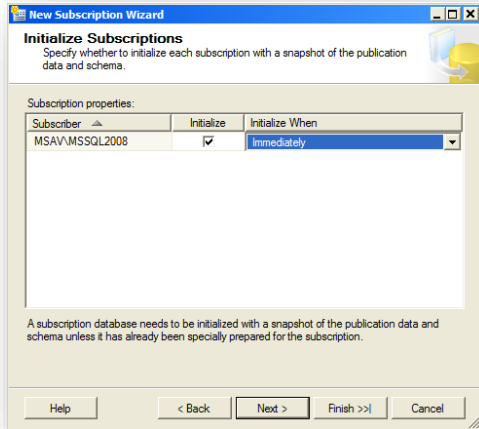 New Subscription Wizard
Initialize Subscriptions
Specify whether to initialize each subscription with a snapshot of the publication
data and schema.
Subscription properties:
Subscriber Initialize Initialize When
MSAV\MSSQL2008 Immediately
A subscription database needs to be initialized with a snapshot of the publication data and
schema unless it has already been specially prepared for the subscription.
Help < Back Next > Finish >>| Cancel